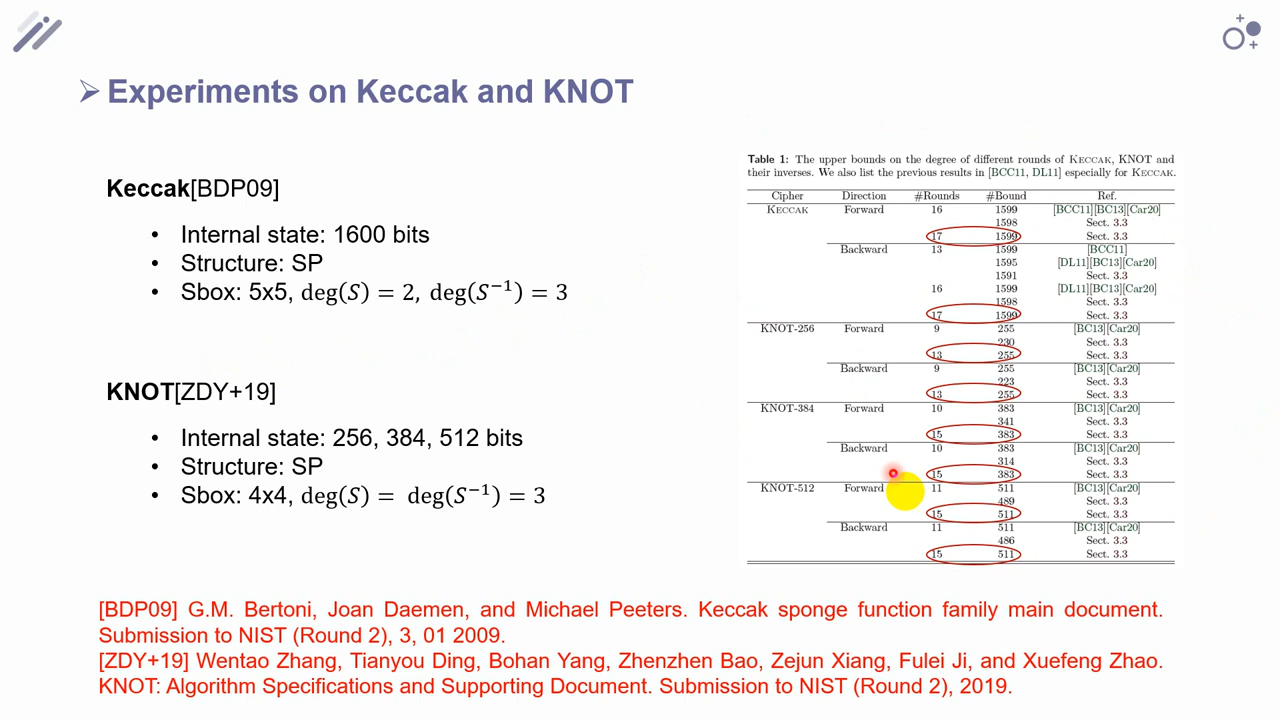 ➢ Experiments on Keccak and KNOT
Keccak[BDP09]
• Internal state: 1600 bits
• Structure: SP
• Sbox: 5x5, deg(S) = 2, deg(S⁻¹) = 3
KNOT[ZDY+19]
• Internal state: 256, 384, 512 bits
• Structure: SP
• Sbox: 4x4, deg(S) = deg(S⁻¹) = 3
Table 1: The upper bounds on the degree of different rounds of KECCAK, KNOT and
their inverses. We also list the previous results in [BCC11, DL11] especially for KECCAK.
Cipher Direction #Rounds #Bound Ref.
KECCAK Forward 16 1599 [BCC11][BC13][Car20]
1598 Sect. 3.3
17 1599 Sect. 3.3
Backward 13 1599 [BCC11]
1595 [DL11][BC13][Car20]
1591 Sect. 3.3
16 1599 [DL11][BC13][Car20]
1598 Sect. 3.3
17 1599 Sect. 3.3
KNOT-256 Forward 9 255 [BC13][Car20]
230 Sect. 3.3
13 255 Sect. 3.3
Backward 9 255 [BC13][Car20]
223 Sect. 3.3
13 255 Sect. 3.3
KNOT-384 Forward 10 383 [BC13][Car20]
341 Sect. 3.3
15 383 Sect. 3.3
Backward 10 383 [BC13][Car20]
314 Sect. 3.3
15 383 Sect. 3.3
KNOT-512 Forward 11 511 [BC13][Car20]
489 Sect. 3.3
15 511 Sect. 3.3
Backward 11 511 [BC13][Car20]
486 Sect. 3.3
15 511 Sect. 3.3
[BDP09] G.M. Bertoni, Joan Daemen, and Michael Peeters. Keccak sponge function family main document.
Submission to NIST (Round 2), 3, 01 2009.
[ZDY+19] Wentao Zhang, Tianyou Ding, Bohan Yang, Zhenzhen Bao, Zejun Xiang, Fulei Ji, and Xuefeng Zhao.
KNOT: Algorithm Specifications and Supporting Document. Submission to NIST (Round 2), 2019.